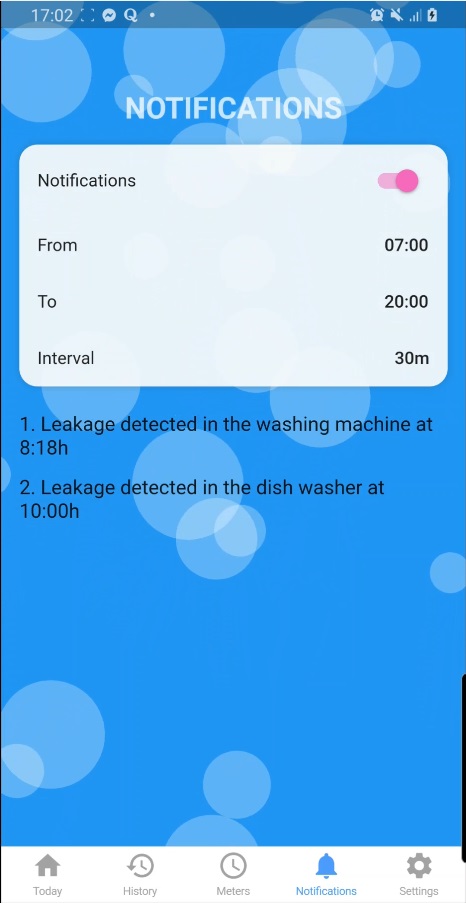 17:02
NOTIFICATIONS
Notifications
From 07:00
To 20:00
Interval 30m
1. Leakage detected in the washing machine at
8:18h
2. Leakage detected in the dish washer at
10:00h
Today History Meters Notifications Settings